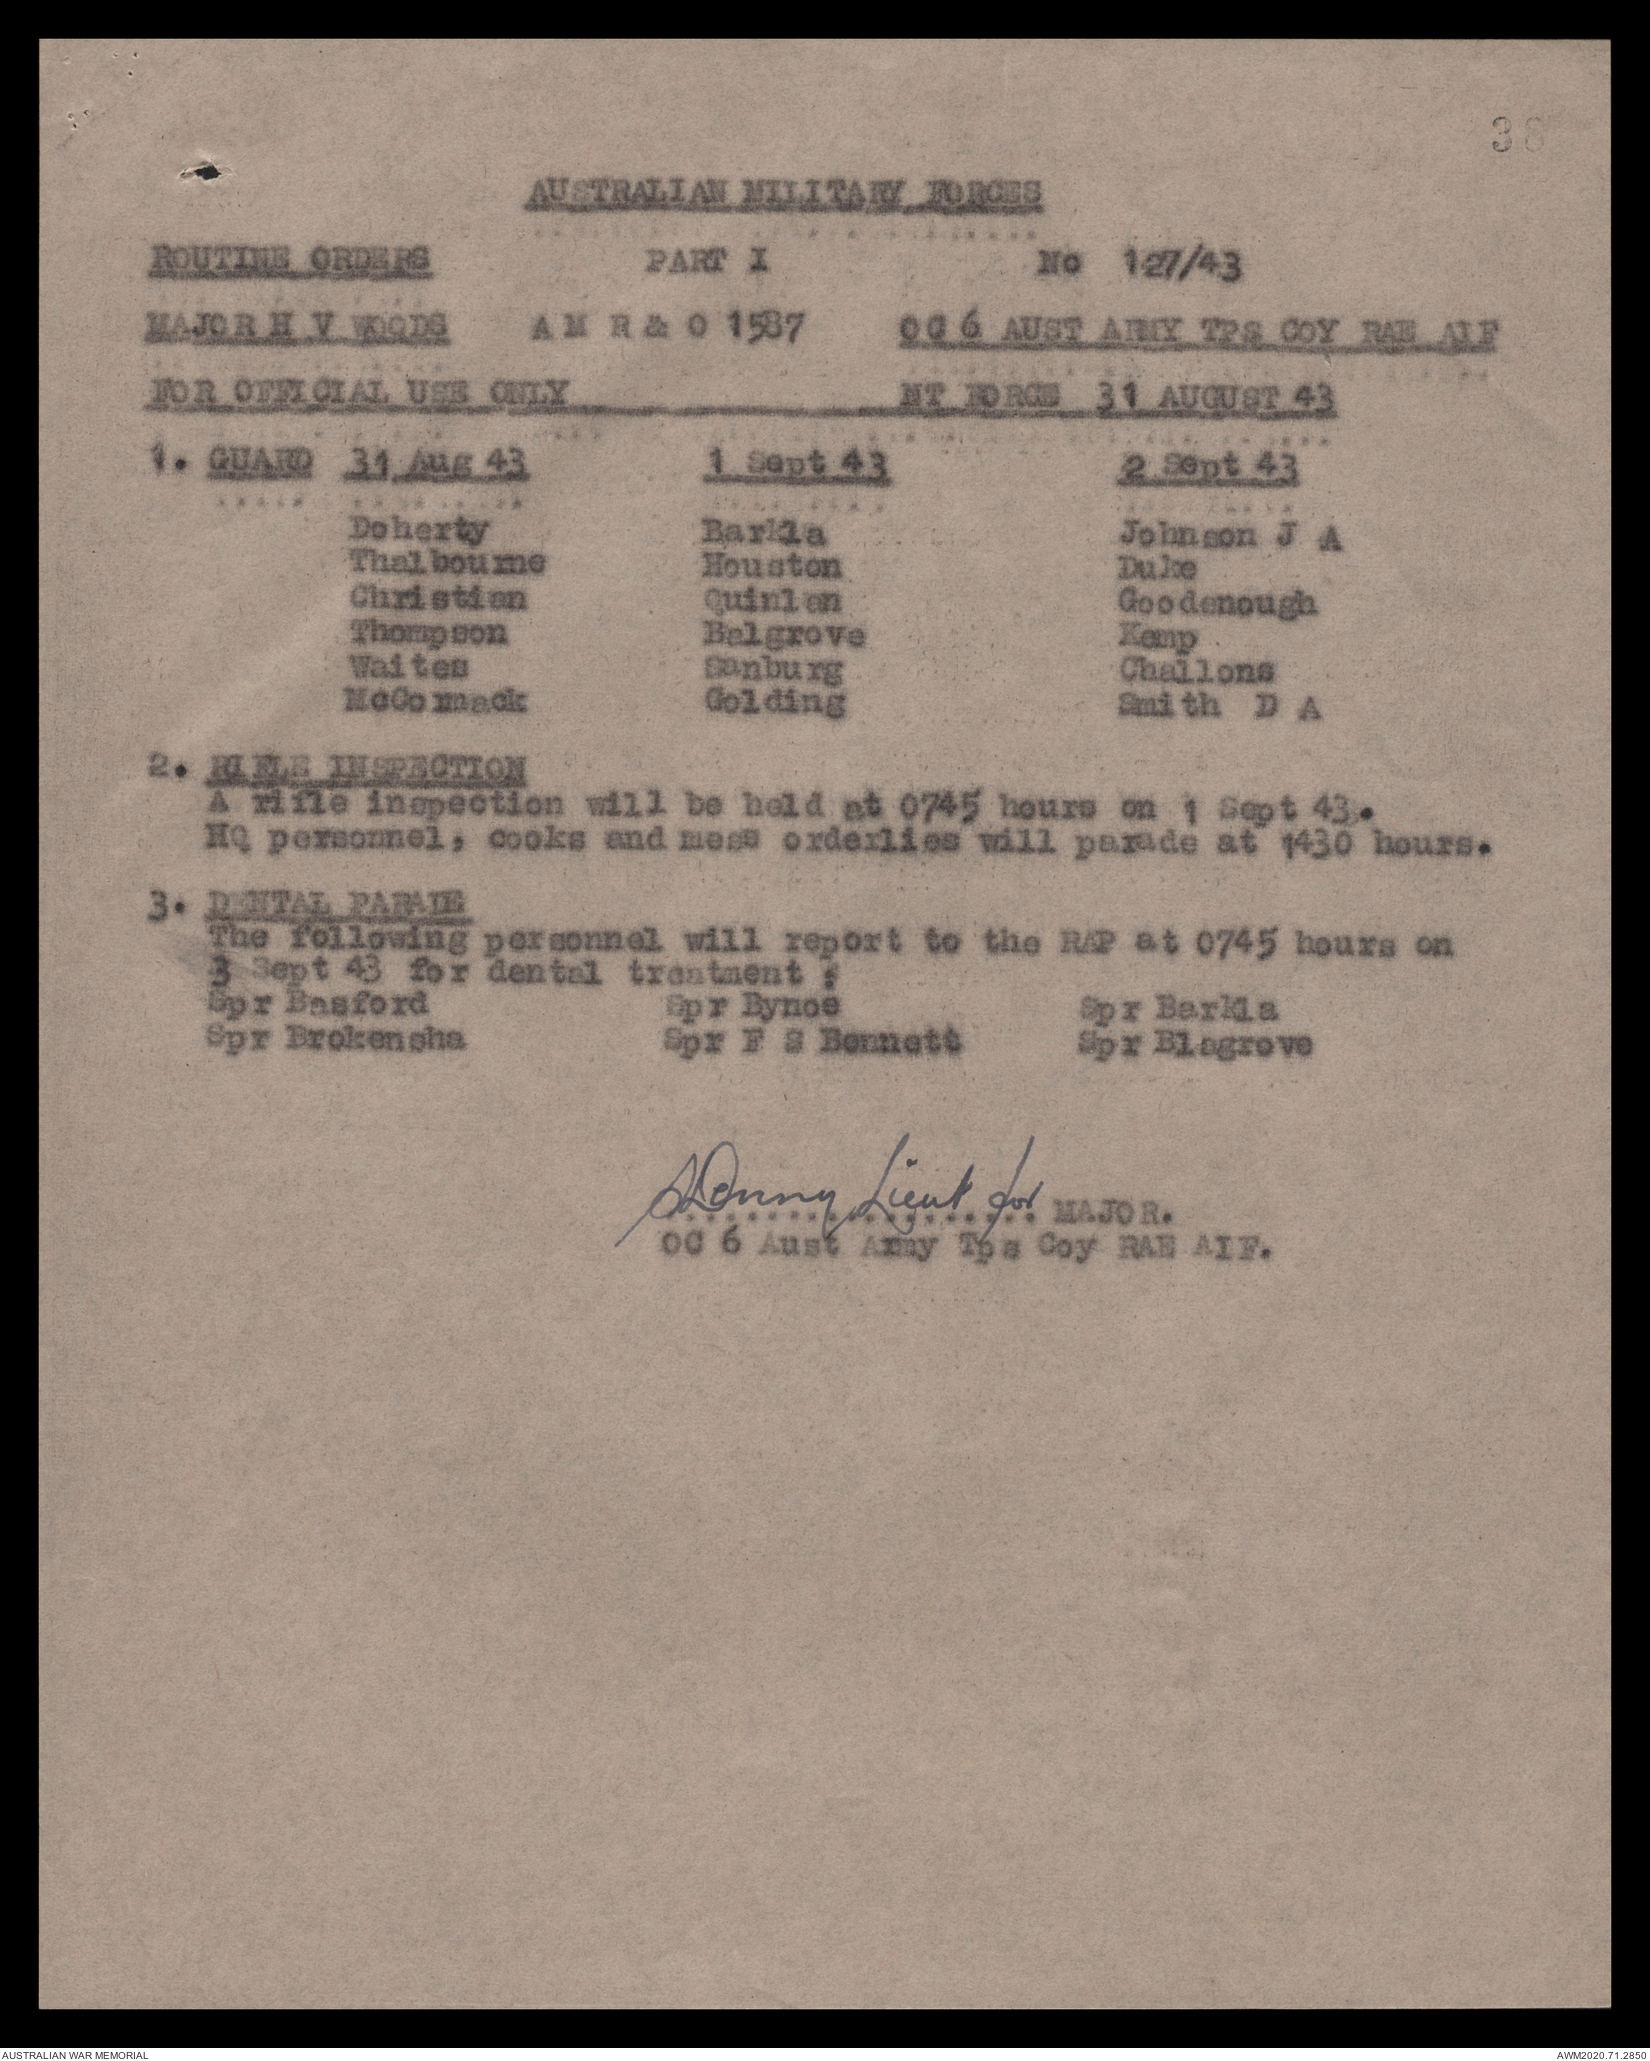 36
AUSTRALIAN MILITARY FORCES
ROUTINE ORDERS PART I No 127/43
MAJOR H V WOODS A M R & O 1587 OC 6 AUST ARMY TPS COY RAE AIF
FOR OFFICIAL USE ONLY NT FORCE 31 AUGUST 43
1. GUARD 31 Aug 43 1 Sept 43 2 Sept 43
Doherty Barkla Johnson J A
Thalbourne Houston Duke
Christian Quinlan Goodenough
Thompson Balgrove Kemp
Waites Sanburg Challons
McCormack Golding Smith D A
2. RIFLE INSPECTION
A rifle inspection will be held at 0745 hours on 1 Sept 43.
HQ personnel, cooks and mess orderlies will parade at 1430 hours.
3. DENTAL PARADE
The following personnel will report to the RAP at 0745 hours on
3 Sept 43 for dental treatment :
Spr Basford Spr Bynoe Spr Barkla
Spr Brokensha Spr F S Bennett Spr Blagrove
Denny Lieut for MAJOR.
OC 6 Aust Army Tps Coy RAE AIF.
AUSTRALIAN WAR MEMORIAL AWM2020.71.2850